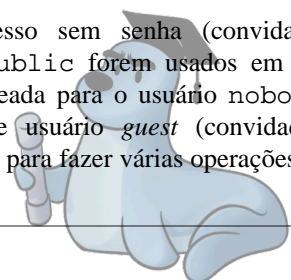 esso sem senha (convida
ublic forem usados em
eada para o usuário nobo
e usuário guest (convidad
para fazer várias operações